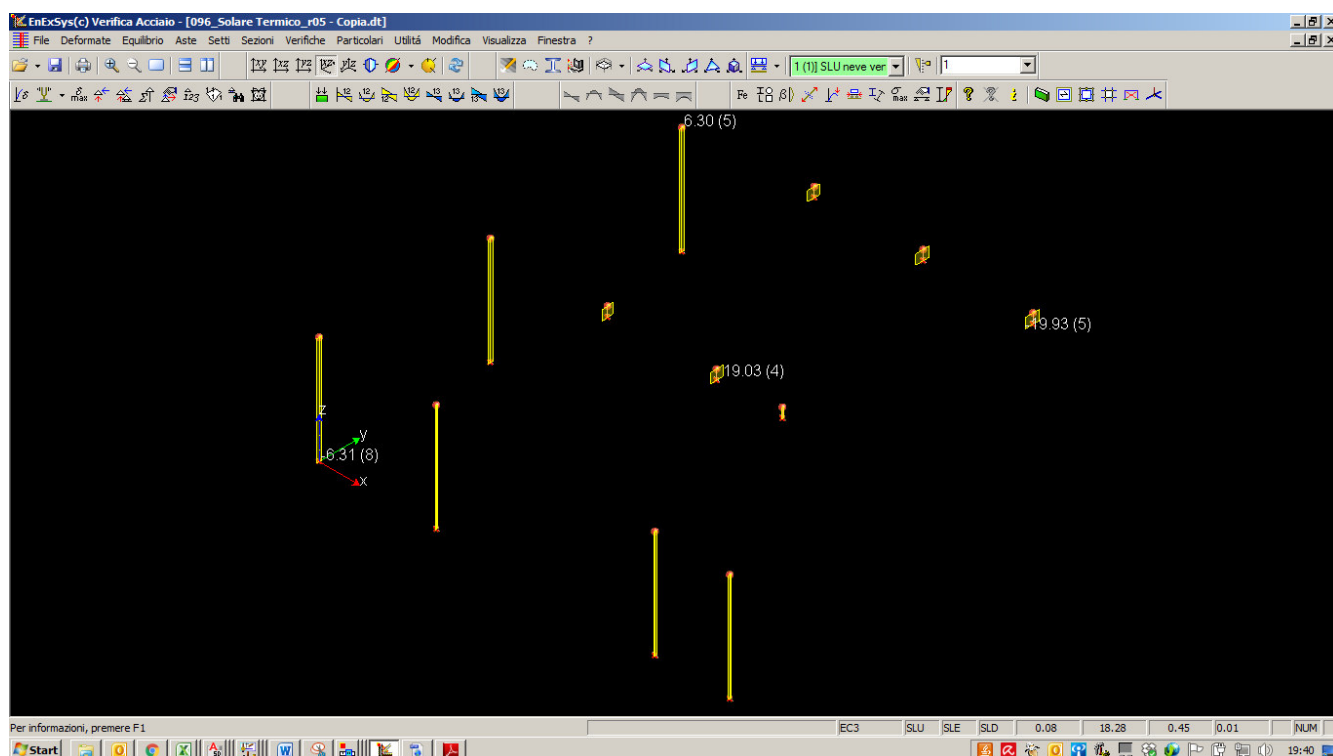 EnExSys(c) Verifica Acciaio - [096_Solare Termico_r05 - Copia.dt]
File Deformate Equilibrio Aste Setti Sezioni Verifiche Particolari Utilitá Modifica Visualizza Finestra ?
1 (1)] SLU neve ver 1
6.30 (5)
19.93 (5)
19.03 (4)
z
y
-6.31 (8)
x
Per informazioni, premere F1 EC3 SLU SLE SLD 0.08 18.28 0.45 0.01 NUM
Start 19:40